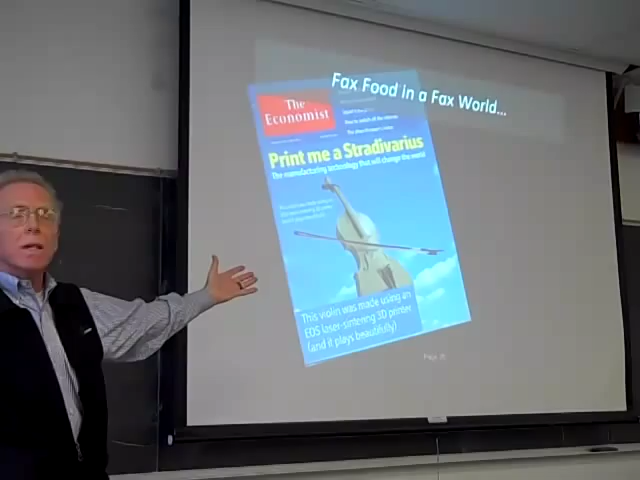 Fax Food in a Fax World...
The
Economist
Print me a Stradivarius
The manufacturing technology that will change the world
This violin was made using an
EOS laser-sintering 3D printer
(and it plays beautifully)